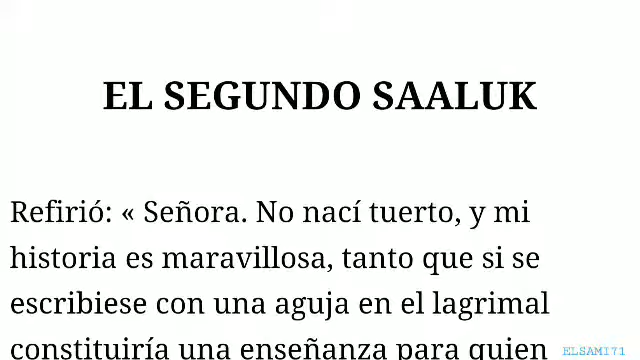 EL SEGUNDO SAALUK
Refirió: « Señora. No nací tuerto, y mi
historia es maravillosa, tanto que si se
escribiese con una aguja en el lagrimal
constituiría una enseñanza para quien
ELSAMI71